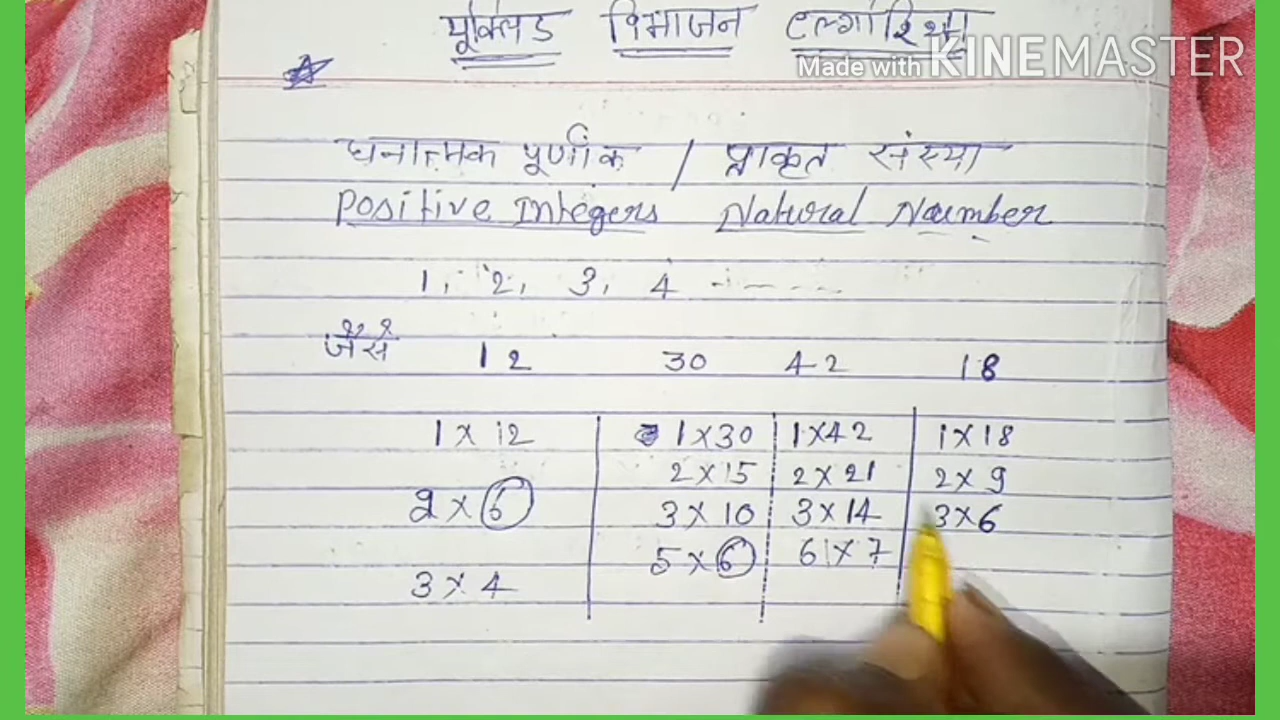 यूक्लिड विभाजन एल्गोरिथ्म
Made with KINEMASTER
धनात्मक पूर्णांक / प्राकृत संख्या
Positive Integers Natural Number
1, 2, 3, 4 -------
जैसे 12 30 42 18
1 x 12 1 x 30 1 x 42 1 x 18
2 x 6 2 x 15 2 x 21 2 x 9
3 x 10 3 x 14 3 x 6
3 x 4 5 x 6 6 x 7